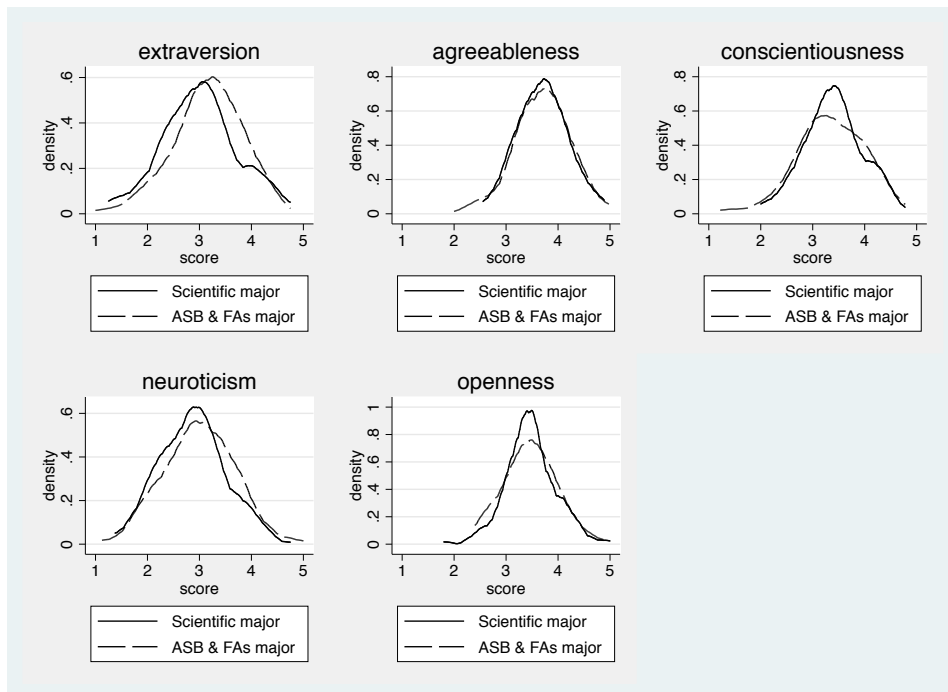 extraversion
density
0 .2 .4 .6
1 2 3 4 5
score
Scientific major
ASB & FAs major
agreeableness
density
0 .2 .4 .6 .8
1 2 3 4 5
score
Scientific major
ASB & FAs major
conscientiousness
density
0 .2 .4 .6 .8
1 2 3 4 5
score
Scientific major
ASB & FAs major
neuroticism
density
0 .2 .4 .6
1 2 3 4 5
score
Scientific major
ASB & FAs major
openness
density
0 .2 .4 .6 .8 1
1 2 3 4 5
score
Scientific major
ASB & FAs major